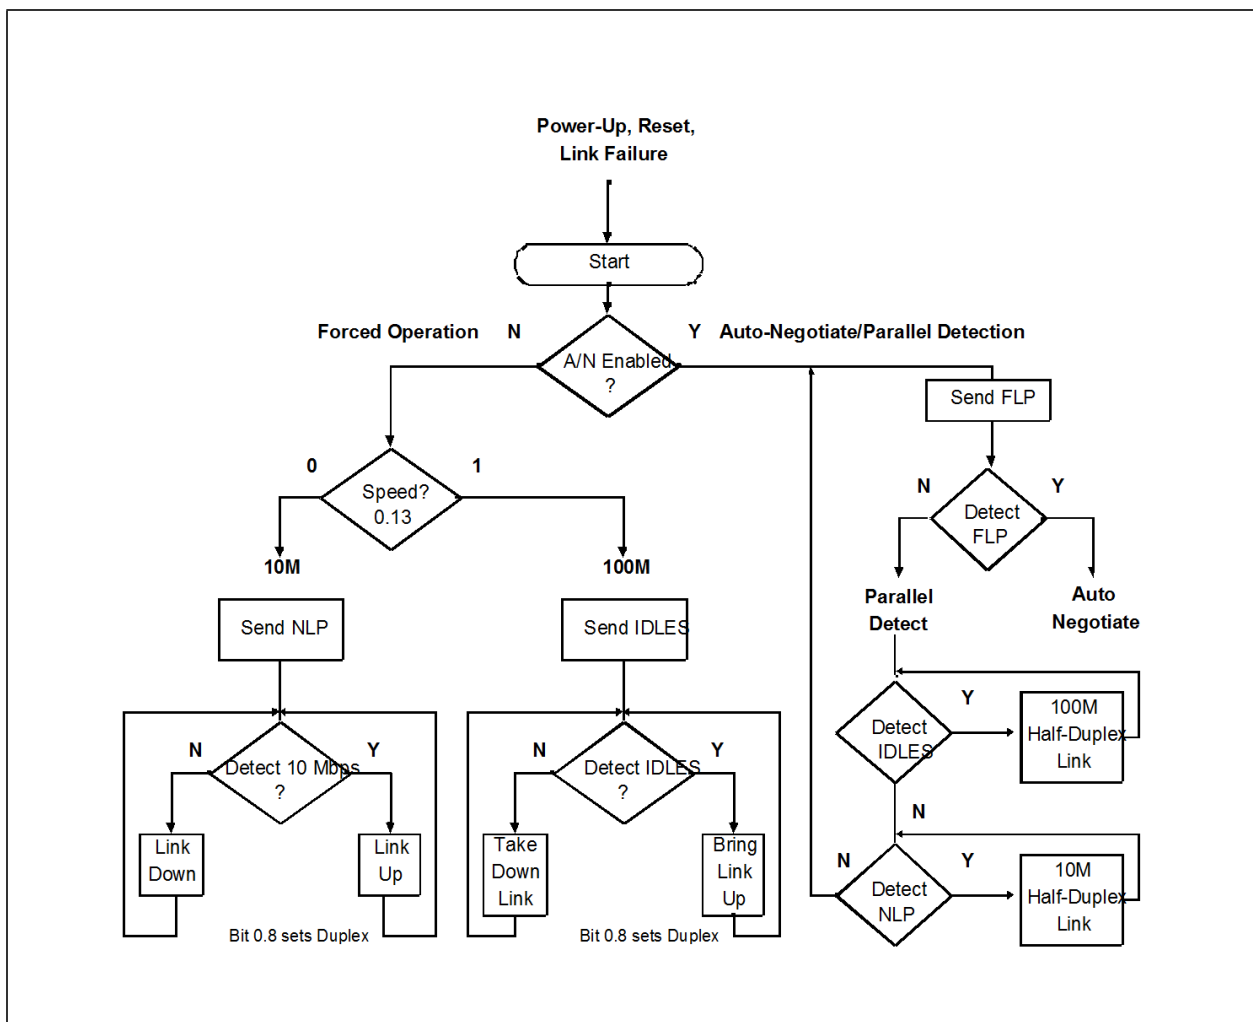 Power-Up, Reset,
Link Failure
Start
Forced Operation N
Y Auto-Negotiate/Parallel Detection
A/N Enabled
?
Send FLP
0
1
Speed?
0.13
N
Y
Detect
FLP
10M
100M
Parallel
Detect
Auto
Negotiate
Send NLP
Send IDLES
N
Y
Detect 10 Mbps
?
N
Y
Detect IDLES
?
Y
Detect
IDLES
100M
Half-Duplex
Link
N
Link
Down
Link
Up
Take
Down
Link
Bring
Link
Up
N
Y
Detect
NLP
10M
Half-Duplex
Link
Bit 0.8 sets Duplex
Bit 0.8 sets Duplex